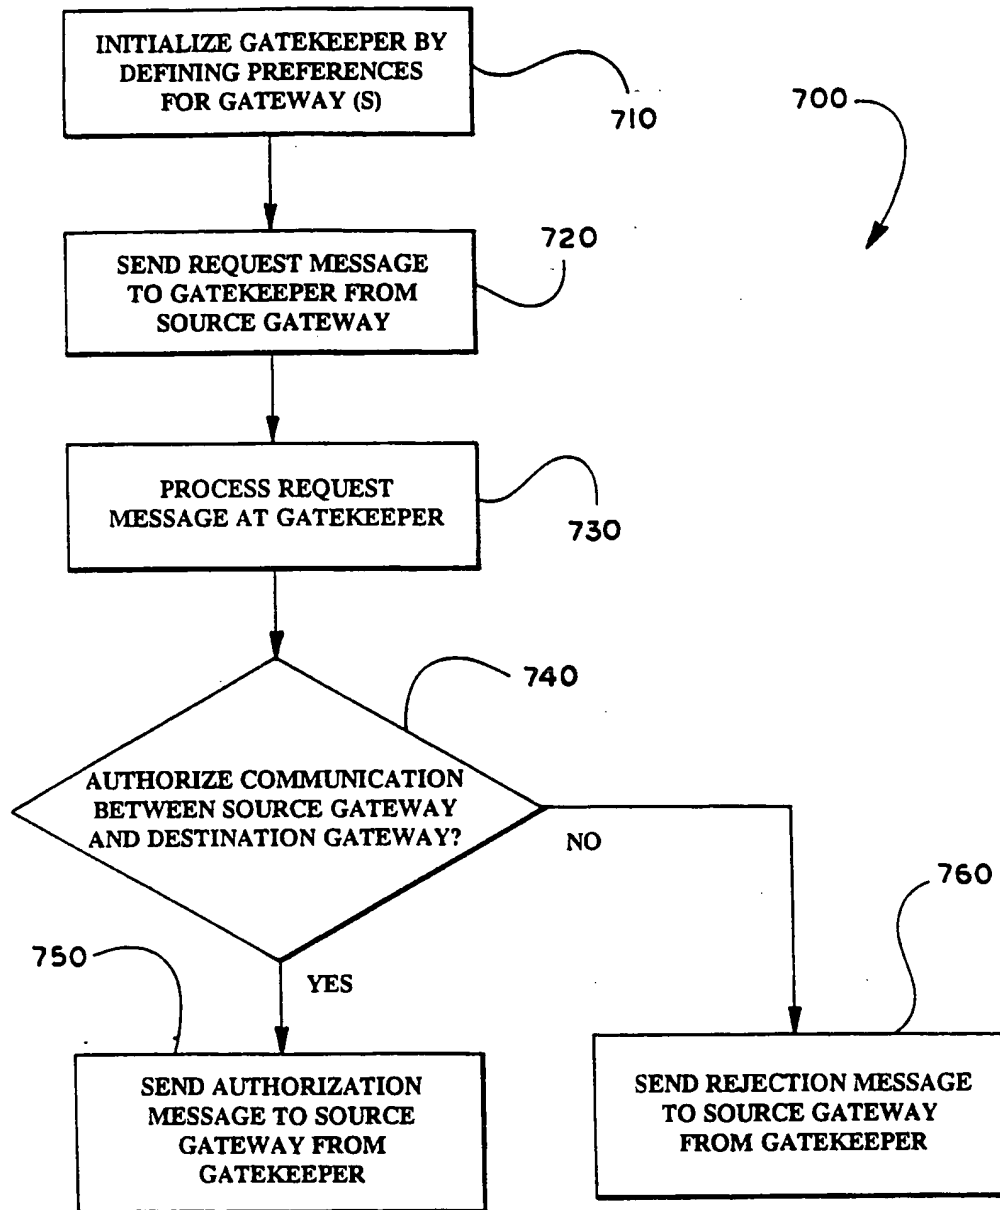 INITIALIZE GATEKEEPER BY
DEFINING PREFERENCES
FOR GATEWAY (S)
710
700
SEND REQUEST MESSAGE
TO GATEKEEPER FROM
SOURCE GATEWAY
720
PROCESS REQUEST
MESSAGE AT GATEKEEPER
730
740
AUTHORIZE COMMUNICATION
BETWEEN SOURCE GATEWAY
AND DESTINATION GATEWAY?
NO
760
750
YES
SEND AUTHORIZATION
MESSAGE TO SOURCE
GATEWAY FROM
GATEKEEPER
SEND REJECTION MESSAGE
TO SOURCE GATEWAY
FROM GATEKEEPER